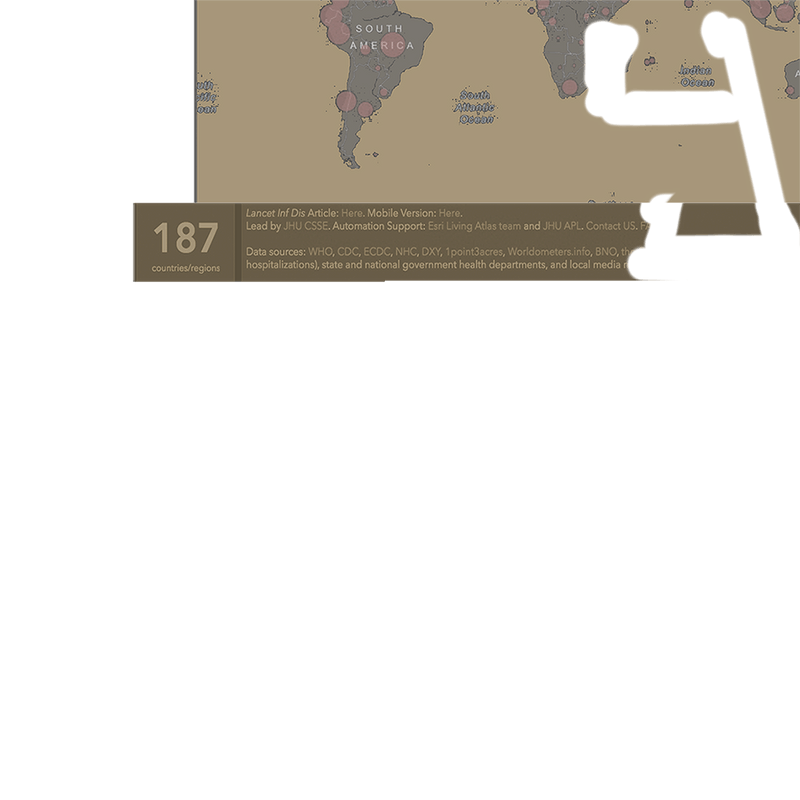 SOUTH
AMERICA
Indian
Ocean
A
South
Atlantic
Ocean
187
countries/regions
Lancet Inf Dis Article: Here. Mobile Version: Here.
Lead by JHU CSSE. Automation Support: Esri Living Atlas team and JHU APL. Contact US.
Data sources: WHO, CDC, ECDC, NHC, DXY, 1point3acres, Worldometers.info, BNO,
hospitalizations), state and national government health departments, and local media